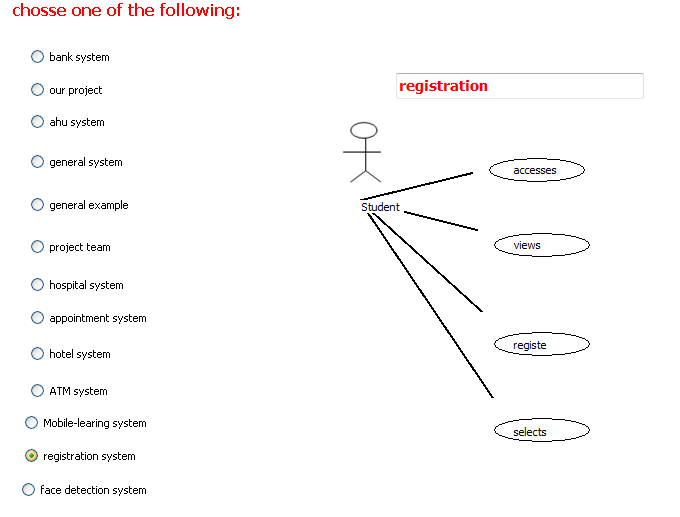 chosse one of the following:
bank system
our project
ahu system
general system
general example
project team
hospital system
appointment system
hotel system
ATM system
Mobile-learing system
registration system
face detection system
registration
Student
accesses
views
registe
selects